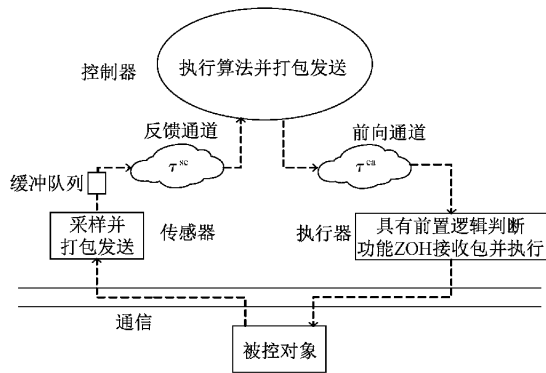 执行算法并打包发送
控制器
反馈通道
前向通道
τˢᶜ
τᶜᵃ
缓冲队列
采样并
打包发送
传感器
执行器
具有前置逻辑判断
功能ZOH接收包并执行
通信
被控对象